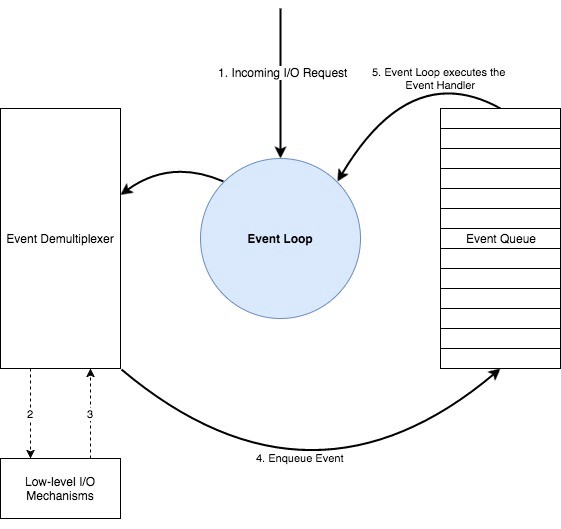 1. Incoming I/O Request
5. Event Loop executes the
Event Handler
Event Demultiplexer
Event Loop
Event Queue
2
3
4. Enqueue Event
Low-level I/O
Mechanisms